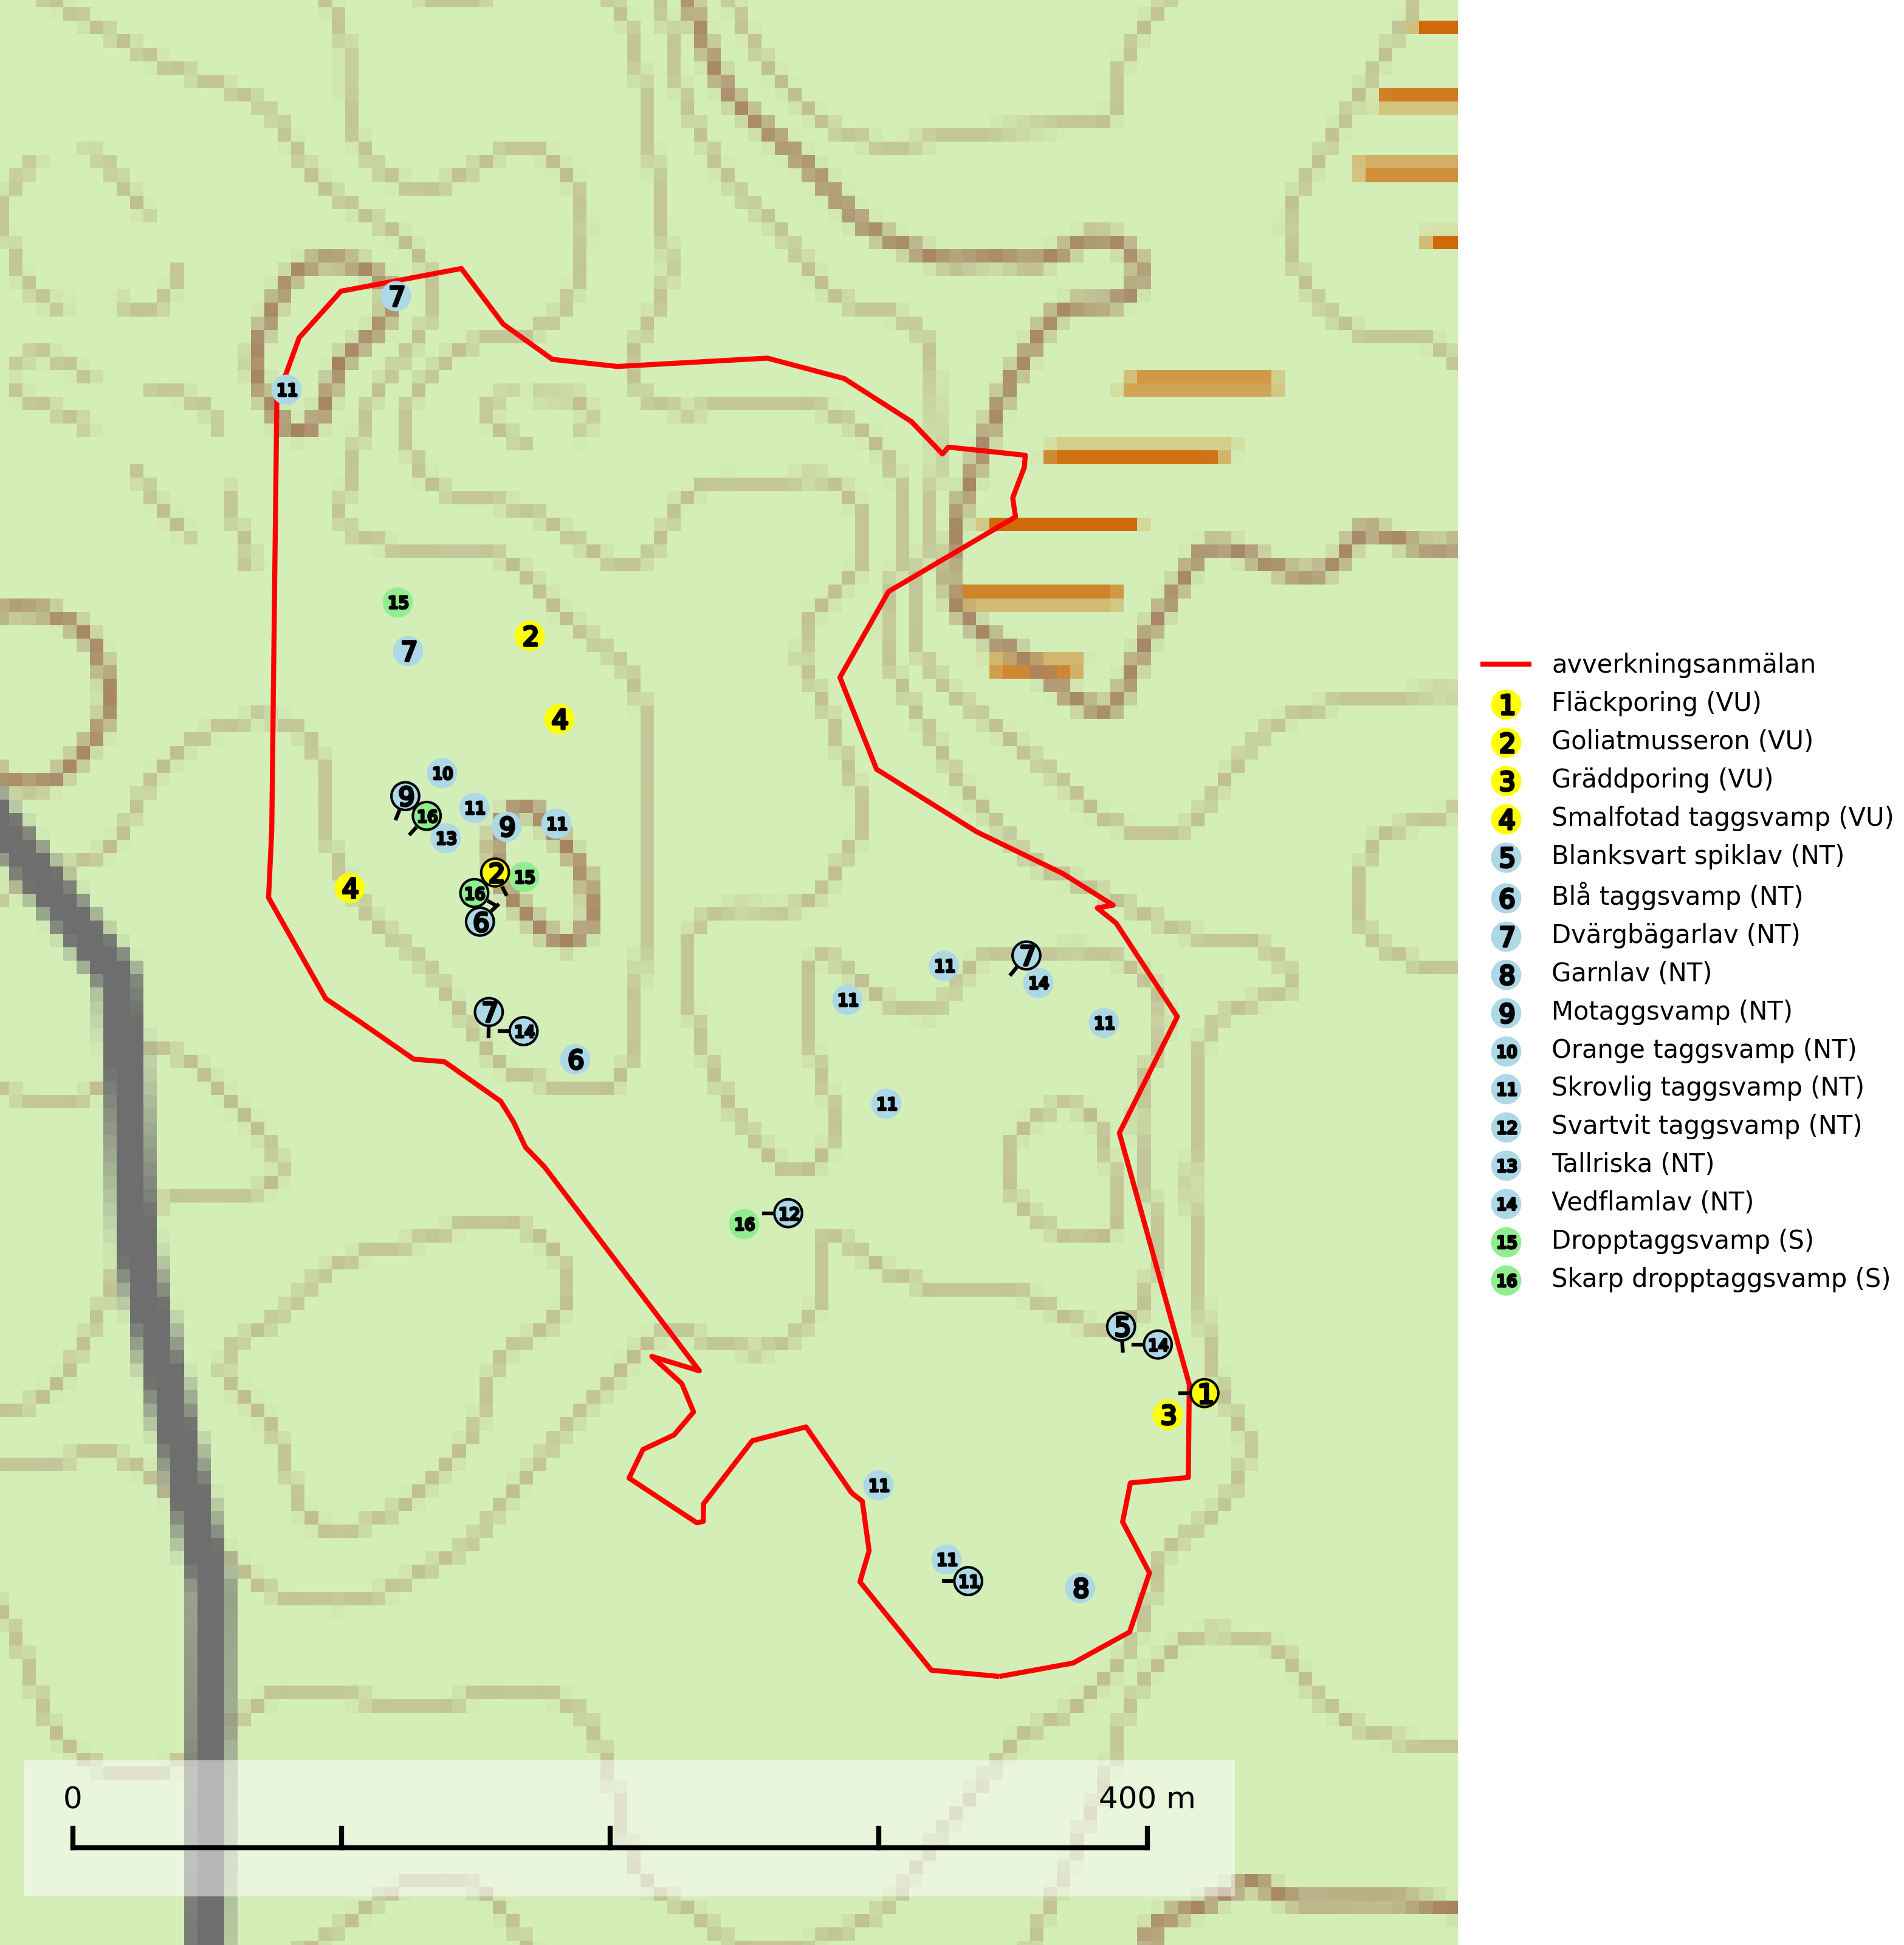 7
11
15
2
7
4
10
9
16
11
13
9
11
2
15
4
16
6
7
11
14
11
7
11
14
6
11
12
16
5
14
1
3
11
11
11
8
0
400 m
avverkningsanmälan
1 Fläckporing (VU)
2 Goliatmusseron (VU)
3 Gräddporing (VU)
4 Smalfotad taggsvamp (VU)
5 Blanksvart spiklav (NT)
6 Blå taggsvamp (NT)
7 Dvärgbägarlav (NT)
8 Garnlav (NT)
9 Motaggsvamp (NT)
10 Orange taggsvamp (NT)
11 Skrovlig taggsvamp (NT)
12 Svartvit taggsvamp (NT)
13 Tallriska (NT)
14 Vedflamlav (NT)
15 Dropptaggsvamp (S)
16 Skarp dropptaggsvamp (S)